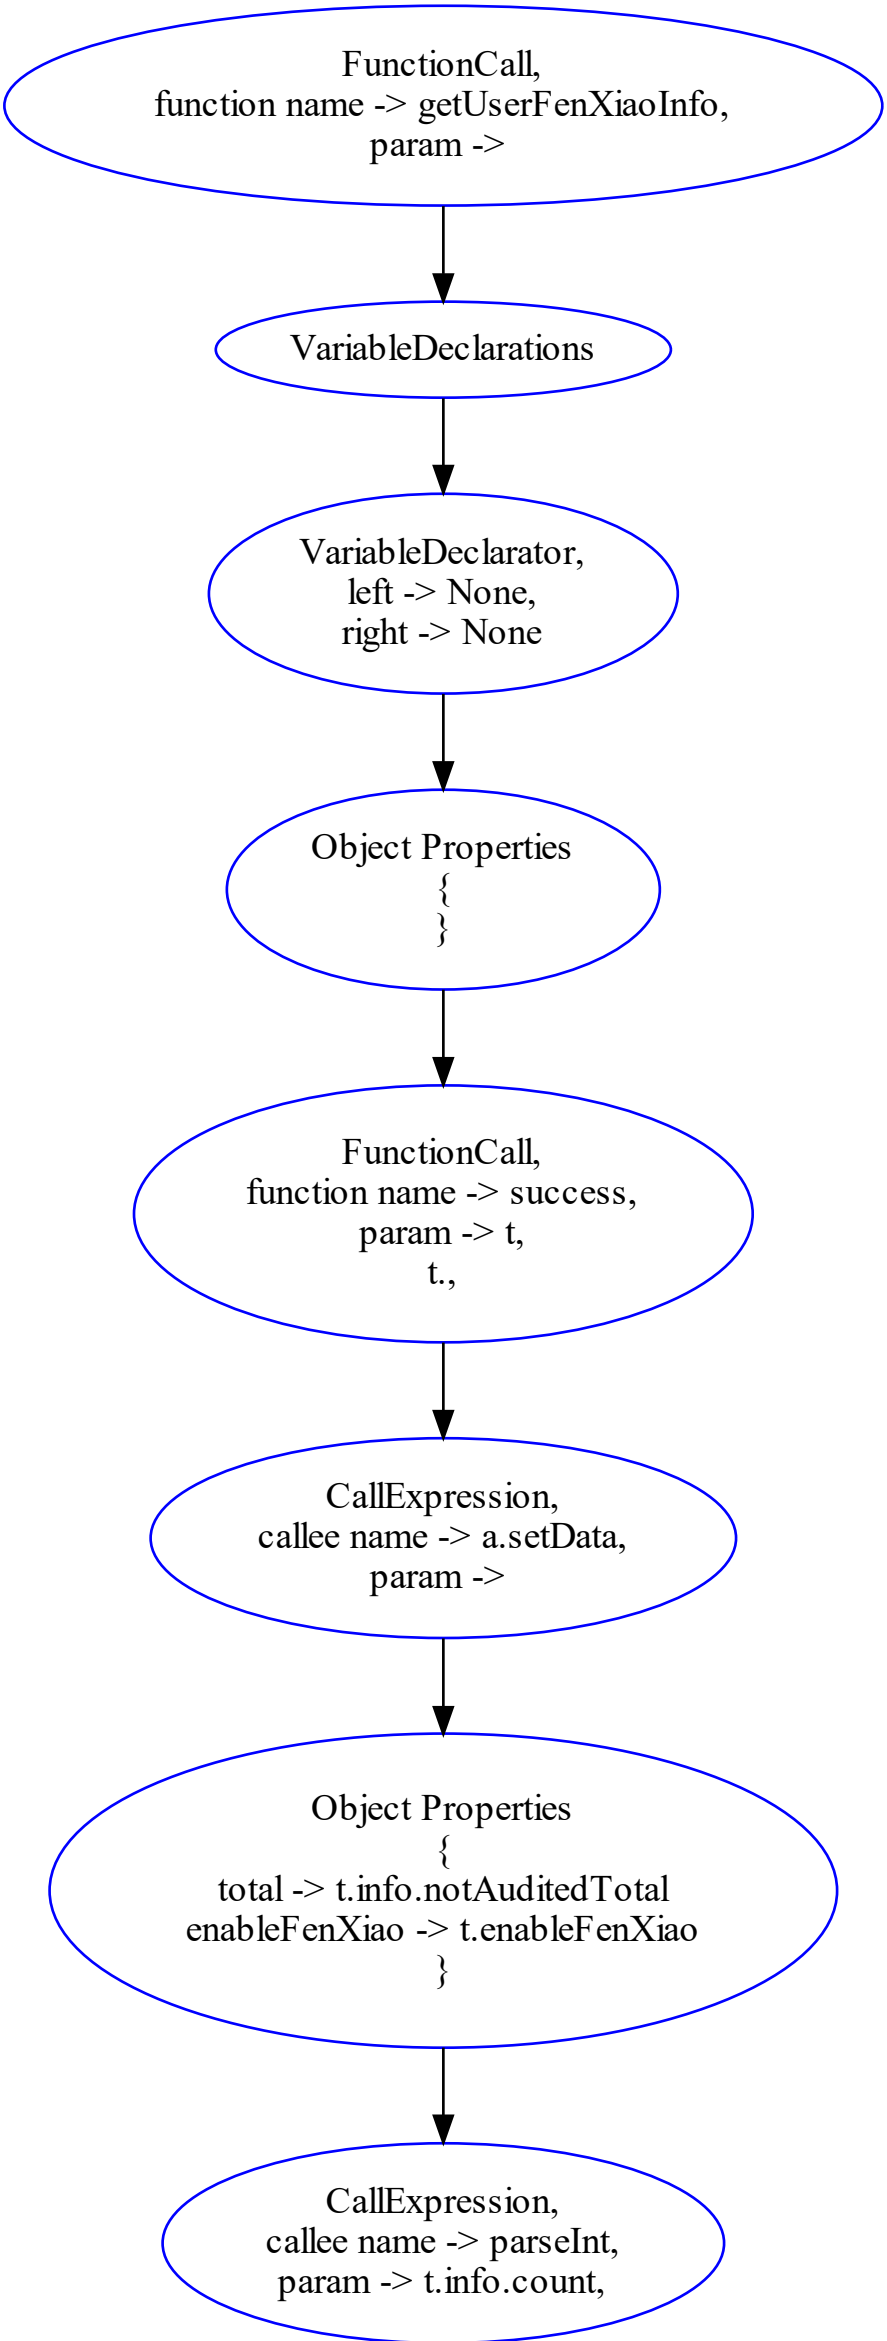 FunctionCall,
function name -> getUserFenXiaoInfo,
param ->
VariableDeclarations
VariableDeclarator,
left -> None,
right -> None
Object Properties
{
}
FunctionCall,
function name -> success,
param -> t,
t.,
CallExpression,
callee name -> a.setData,
param ->
Object Properties
{
total -> t.info.notAuditedTotal
enableFenXiao -> t.enableFenXiao
}
CallExpression,
callee name -> parseInt,
param -> t.info.count,